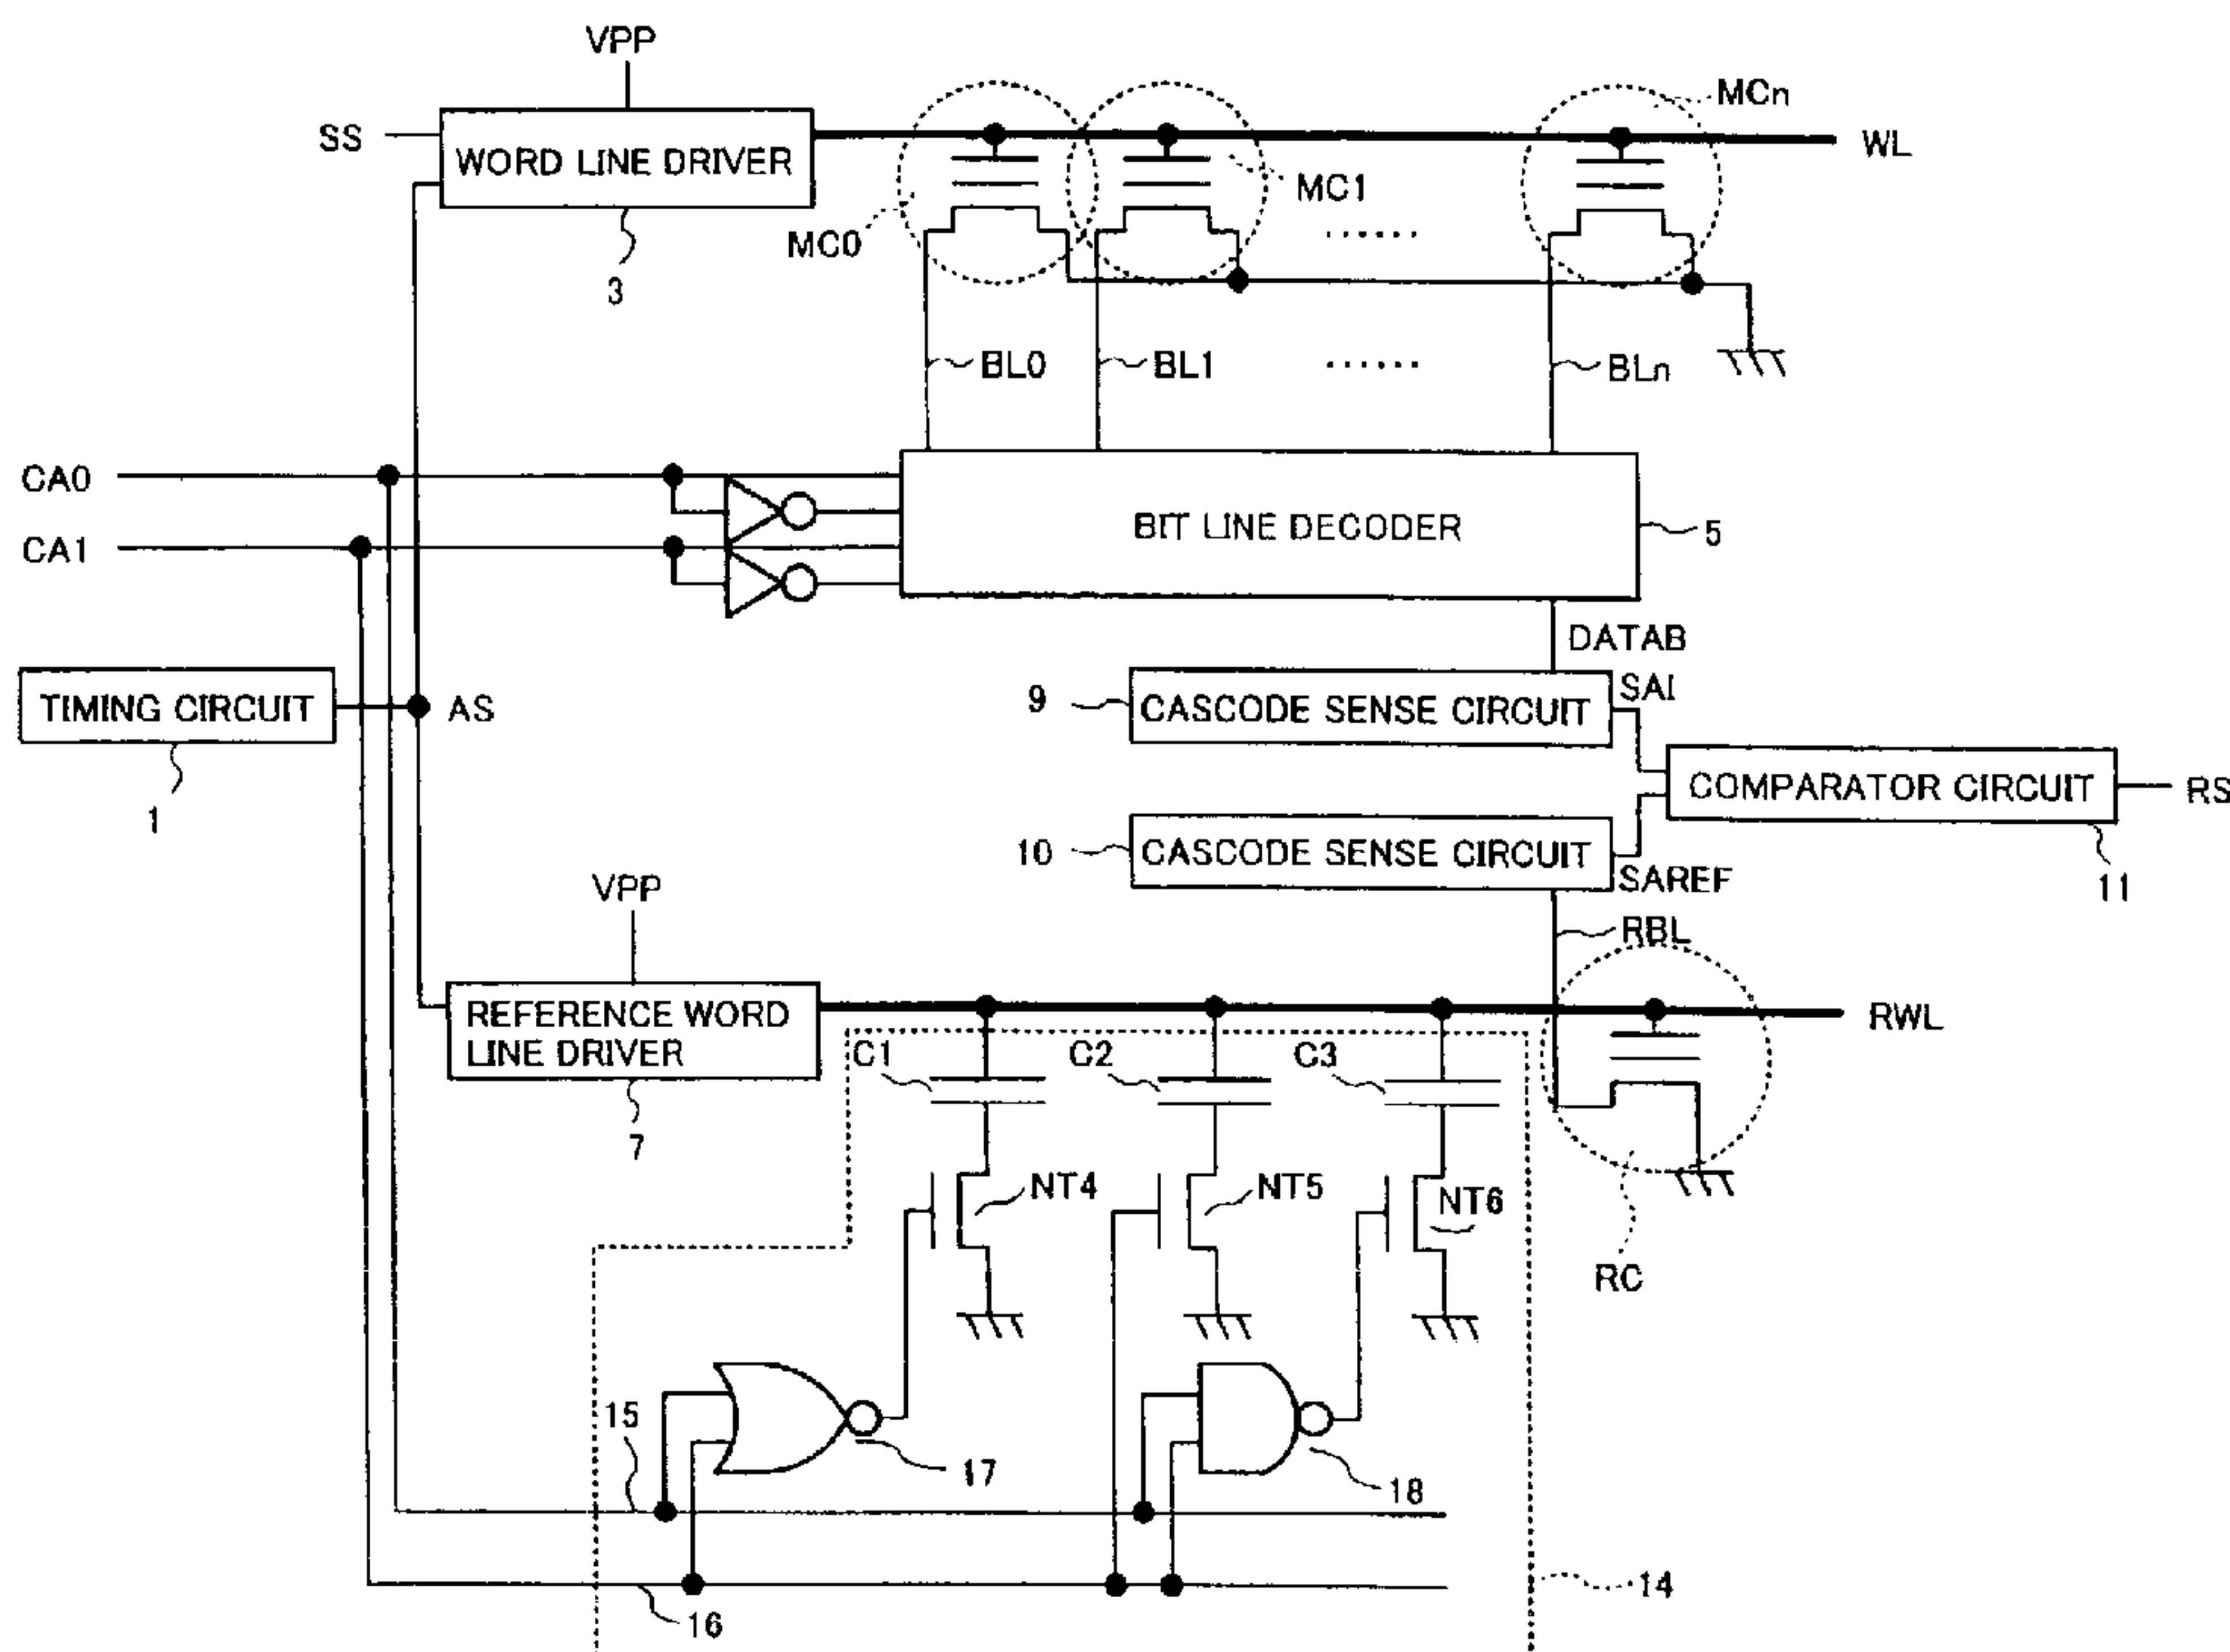 VPP
MCn
SS
WORD LINE DRIVER
WL
MC1
MC0
3
BL0
BL1
BLn
CA0
BIT LINE DECODER
5
CA1
DATAB
TIMING CIRCUIT
AS
9
CASCODE SENSE CIRCUIT
SAI
COMPARATOR CIRCUIT
RS
1
10
CASCODE SENSE CIRCUIT
SAREF
11
VPP
RBL
REFERENCE WORD
LINE DRIVER
RWL
C1
C2
C3
7
NT4
NT5
NT6
RC
15
17
18
14
16